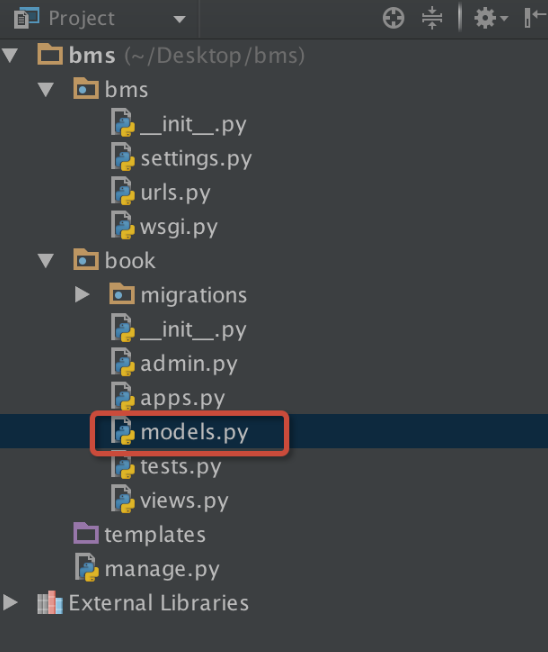 Project
bms (~/Desktop/bms)
bms
__init__.py
settings.py
urls.py
wsgi.py
book
migrations
__init__.py
admin.py
apps.py
models.py
tests.py
views.py
templates
manage.py
External Libraries